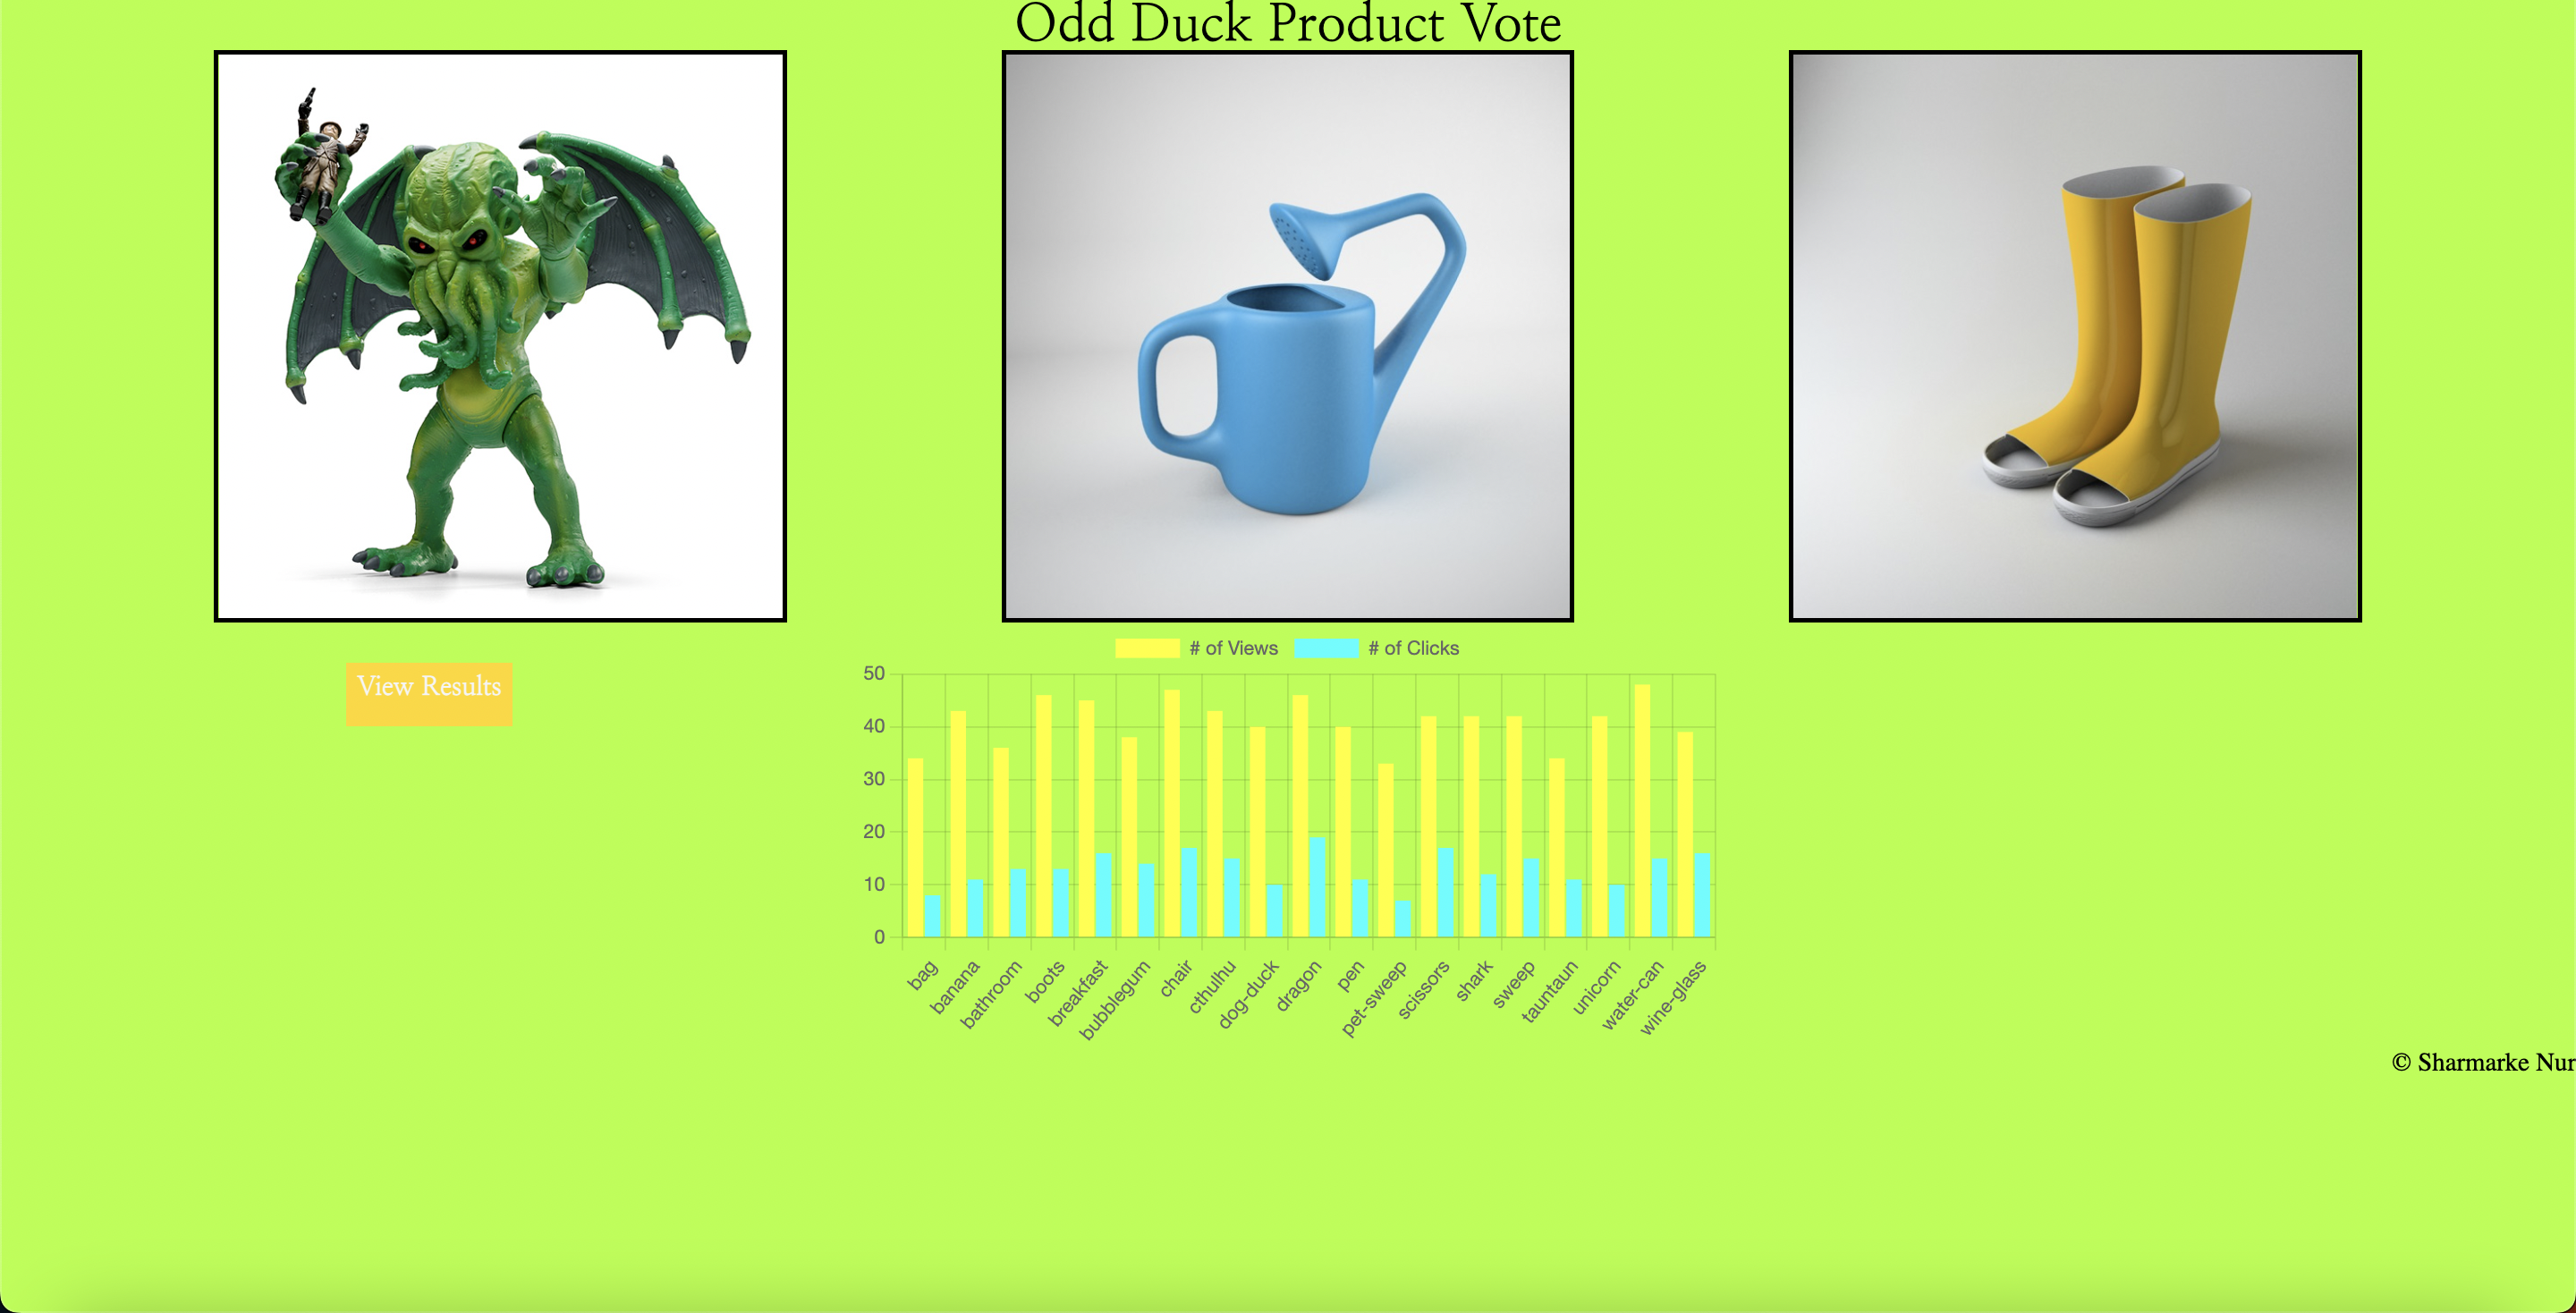 Odd Duck Product Vote
# of Views # of Clicks
View Results
50
40
30
20
10
0
bag banana bathroom boots breakfast bubblegum chair cthulhu dog-duck dragon pen pet-sweep scissors shark sweep tauntaun unicorn water-can wine-glass
© Sharmarke Nur